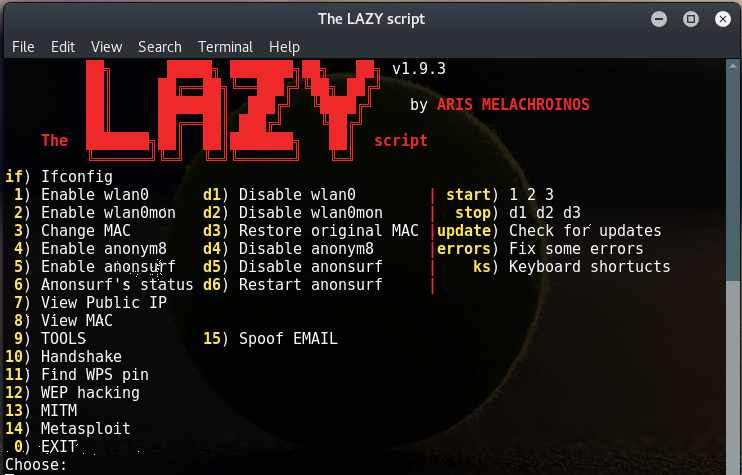 The LAZY script
File Edit View Search Terminal Help
LAZY v1.9.3
by ARIS MELACHROINOS
The script
if) Ifconfig
1) Enable wlan0 d1) Disable wlan0 | start) 1 2 3
2) Enable wlan0mon d2) Disable wlan0mon | stop) d1 d2 d3
3) Change MAC d3) Restore original MAC |update) Check for updates
4) Enable anonym8 d4) Disable anonym8 |errors) Fix some errors
5) Enable anonsurf d5) Disable anonsurf | ks) Keyboard shortucts
6) Anonsurf's status d6) Restart anonsurf |
7) View Public IP
8) View MAC
9) TOOLS 15) Spoof EMAIL
10) Handshake
11) Find WPS pin
12) WEP hacking
13) MITM
14) Metasploit
0) EXIT
Choose: